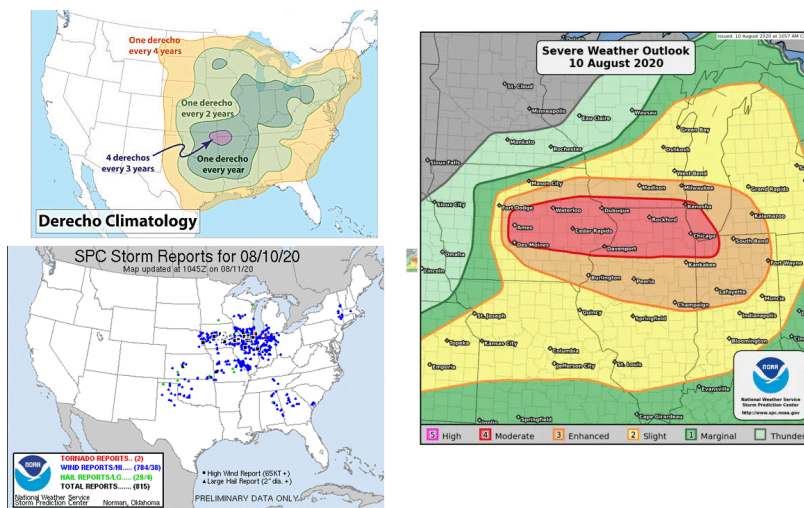 One derecho
every 4 years
One derecho
every 2 years
4 derechos
every 3 years
One derecho
every year
Derecho Climatology
SPC Storm Reports for 08/10/20
Map updated at 1045Z on 08/11/20
TORNADO REPORTS.. (2)
WIND REPORTS/HI..... (784/38)
HAIL REPORTS/LG..... (29/4)
TOTAL REPORTS....... (815)
National Weather Service
Storm Prediction Center
Norman, Oklahoma
High Wind Report (65KT +)
Large Hail Report (2" dia. +)
PRELIMINARY DATA ONLY
Severe Weather Outlook
10 August 2020
St. Cloud
Minneapolis
Eau Claire
Wausau
Green Bay
Mankato
Rochester
Oshkosh
Sioux Falls
West Bend
Mason City
Madison
Milwaukee
Grand Rapids
Sioux City
Fort Dodge
Waterloo
Dubuque
Rockford
Kenosha
Kalamazoo
Ames
Cedar Rapids
Chicago
South Bend
Des Moines
Davenport
Omaha
Kankakee
Fort Wayne
Lincoln
Burlington
Peoria
Lafayette
Champaign
Muncie
St. Joseph
Quincy
Springfield
Indianapolis
Topeka
Kansas City
Bloomington
Columbia
Emporia
Jefferson City
St. Louis
Evansville
Springfield
Cape Girardeau
NOAA
National Weather Service
Storm Prediction Center
http://www.spc.noaa.gov
5 High
4 Moderate
3 Enhanced
2 Slight
1 Marginal